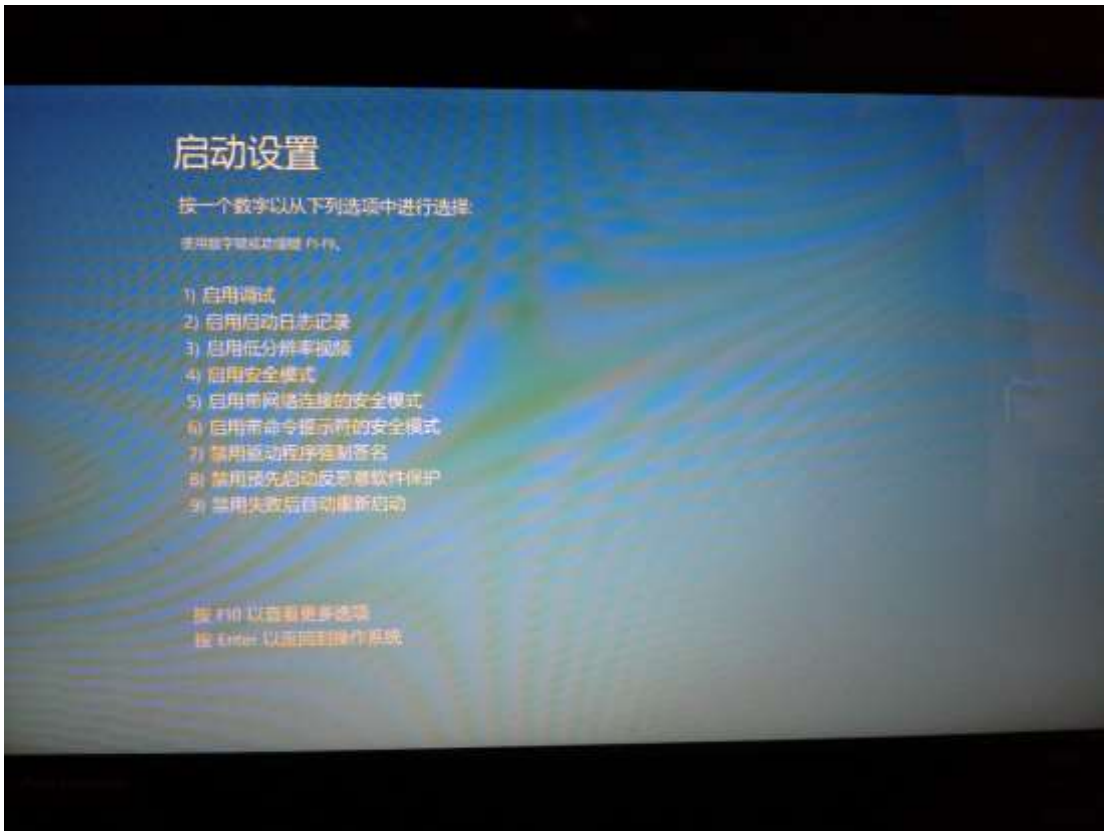 启动设置
按一个数字以从下列选项中进行选择:
使用数字键或功能键 F1-F9。
1) 启用调试
2) 启用启动日志记录
3) 启用低分辨率视频
4) 启用安全模式
5) 启用带网络连接的安全模式
6) 启用带命令提示符的安全模式
7) 禁用驱动程序强制签名
8) 禁用预先启动反恶意软件保护
9) 禁用失败后自动重新启动
按 F10 以查看更多选项
按 Enter 以返回到操作系统